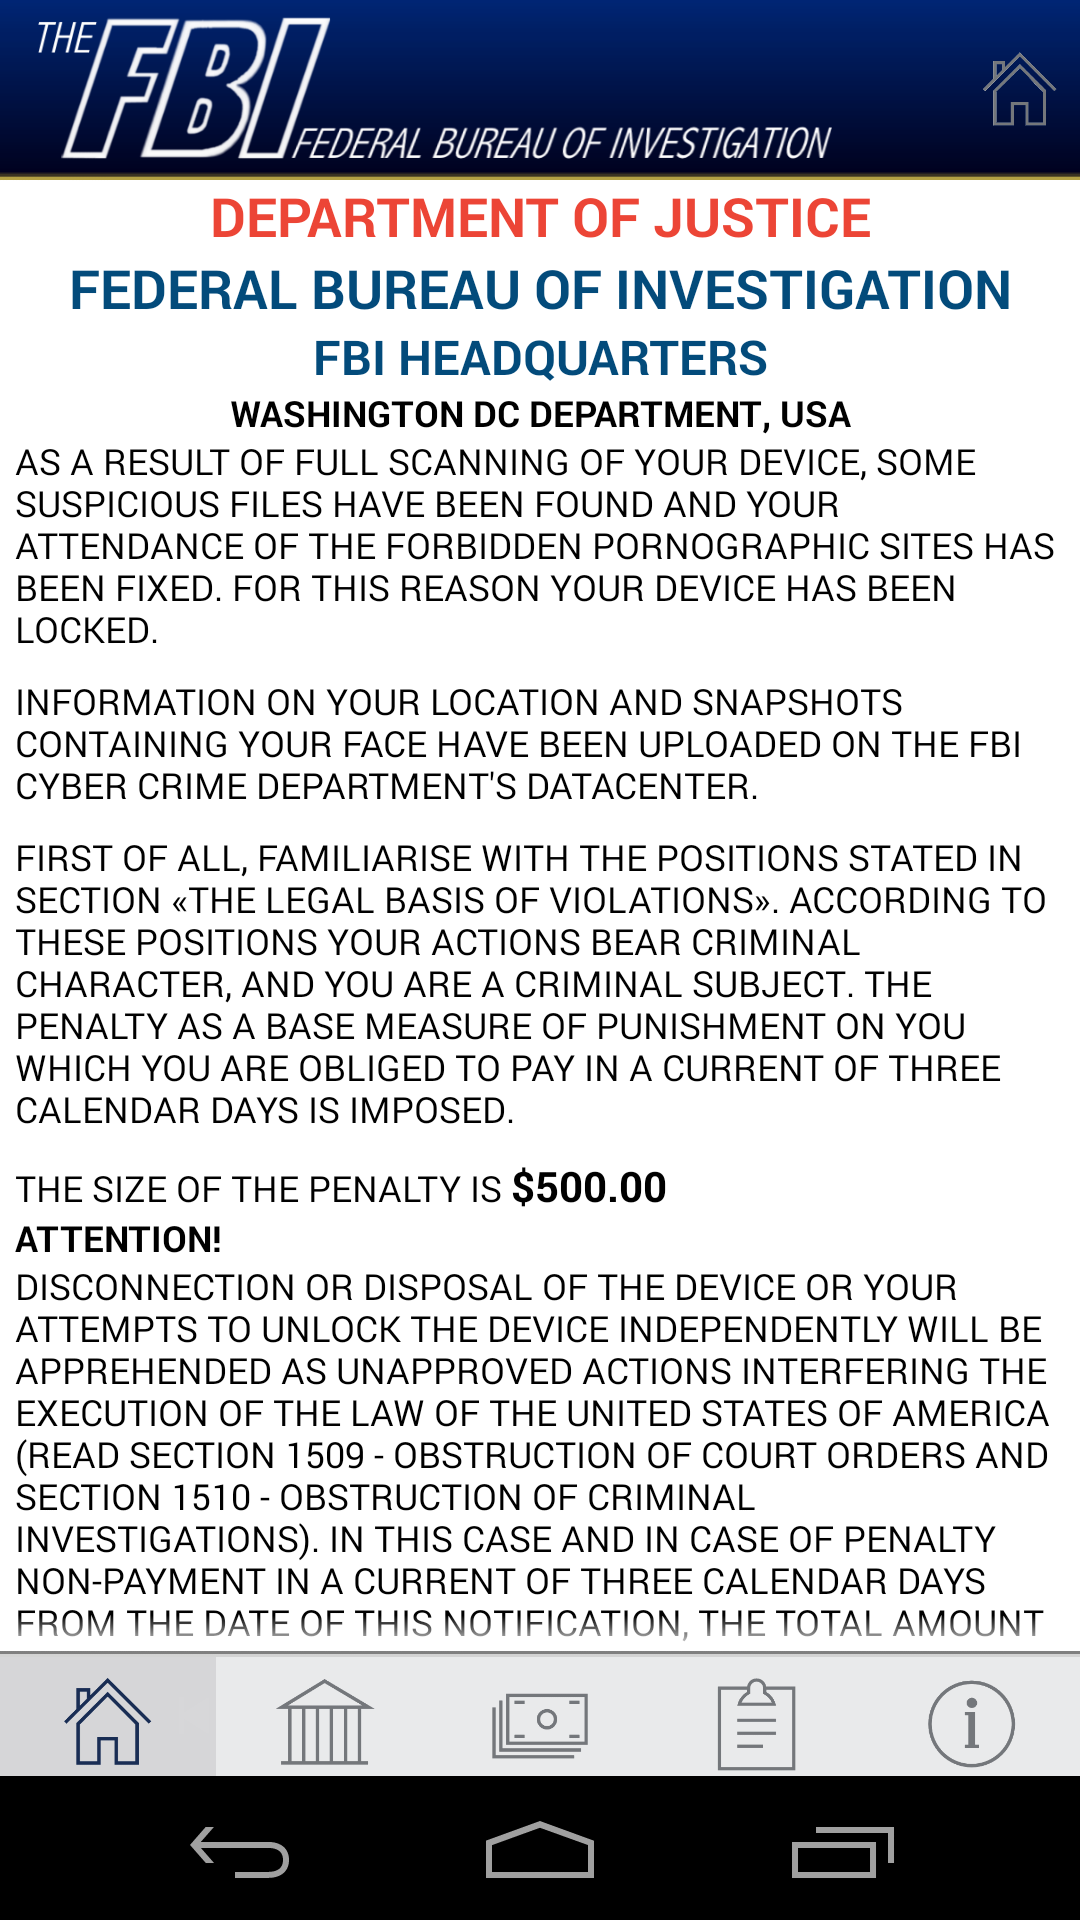 THE FBI
FEDERAL BUREAU OF INVESTIGATION
DEPARTMENT OF JUSTICE
FEDERAL BUREAU OF INVESTIGATION
FBI HEADQUARTERS
WASHINGTON DC DEPARTMENT, USA
AS A RESULT OF FULL SCANNING OF YOUR DEVICE, SOME
SUSPICIOUS FILES HAVE BEEN FOUND AND YOUR
ATTENDANCE OF THE FORBIDDEN PORNOGRAPHIC SITES HAS
BEEN FIXED. FOR THIS REASON YOUR DEVICE HAS BEEN
LOCKED.
INFORMATION ON YOUR LOCATION AND SNAPSHOTS
CONTAINING YOUR FACE HAVE BEEN UPLOADED ON THE FBI
CYBER CRIME DEPARTMENT'S DATACENTER.
FIRST OF ALL, FAMILIARISE WITH THE POSITIONS STATED IN
SECTION «THE LEGAL BASIS OF VIOLATIONS». ACCORDING TO
THESE POSITIONS YOUR ACTIONS BEAR CRIMINAL
CHARACTER, AND YOU ARE A CRIMINAL SUBJECT. THE
PENALTY AS A BASE MEASURE OF PUNISHMENT ON YOU
WHICH YOU ARE OBLIGED TO PAY IN A CURRENT OF THREE
CALENDAR DAYS IS IMPOSED.
THE SIZE OF THE PENALTY IS $500.00
ATTENTION!
DISCONNECTION OR DISPOSAL OF THE DEVICE OR YOUR
ATTEMPTS TO UNLOCK THE DEVICE INDEPENDENTLY WILL BE
APPREHENDED AS UNAPPROVED ACTIONS INTERFERING THE
EXECUTION OF THE LAW OF THE UNITED STATES OF AMERICA
(READ SECTION 1509 - OBSTRUCTION OF COURT ORDERS AND
SECTION 1510 - OBSTRUCTION OF CRIMINAL
INVESTIGATIONS). IN THIS CASE AND IN CASE OF PENALTY
NON-PAYMENT IN A CURRENT OF THREE CALENDAR DAYS
FROM THE DATE OF THIS NOTIFICATION, THE TOTAL AMOUNT